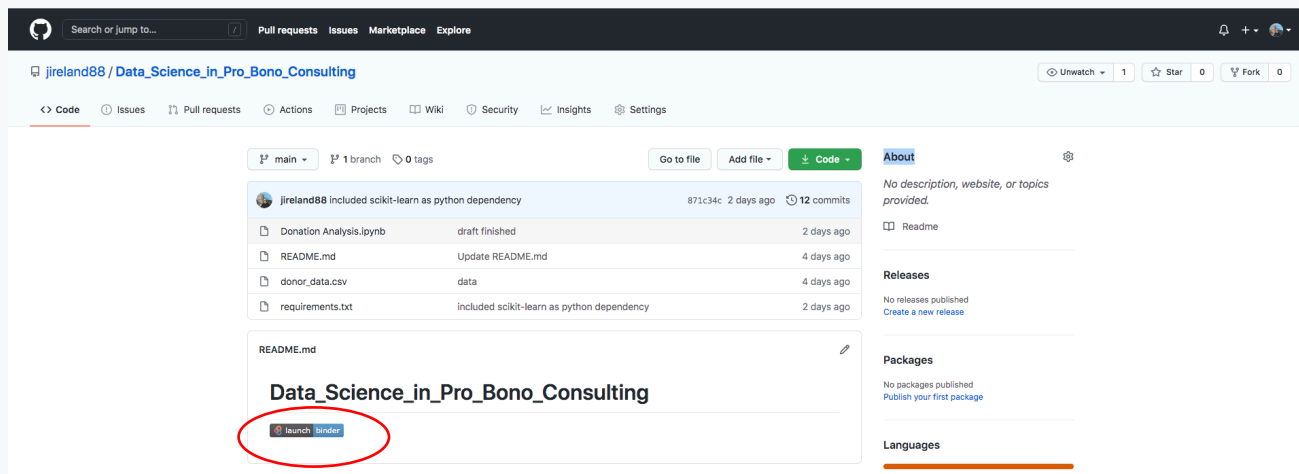 Search or jump to... / Pull requests Issues Marketplace Explore
jireland88 / Data_Science_in_Pro_Bono_Consulting Unwatch 1 Star 0 Fork 0
Code Issues Pull requests Actions Projects Wiki Security Insights Settings
main 1 branch 0 tags Go to file Add file Code
jireland88 included scikit-learn as python dependency 871c34c 2 days ago 12 commits
Donation Analysis.ipynb draft finished 2 days ago
README.md Update README.md 4 days ago
donor_data.csv data 4 days ago
requirements.txt included scikit-learn as python dependency 2 days ago
README.md
Data_Science_in_Pro_Bono_Consulting
launch binder
About
No description, website, or topics
provided.
Readme
Releases
No releases published
Create a new release
Packages
No packages published
Publish your first package
Languages